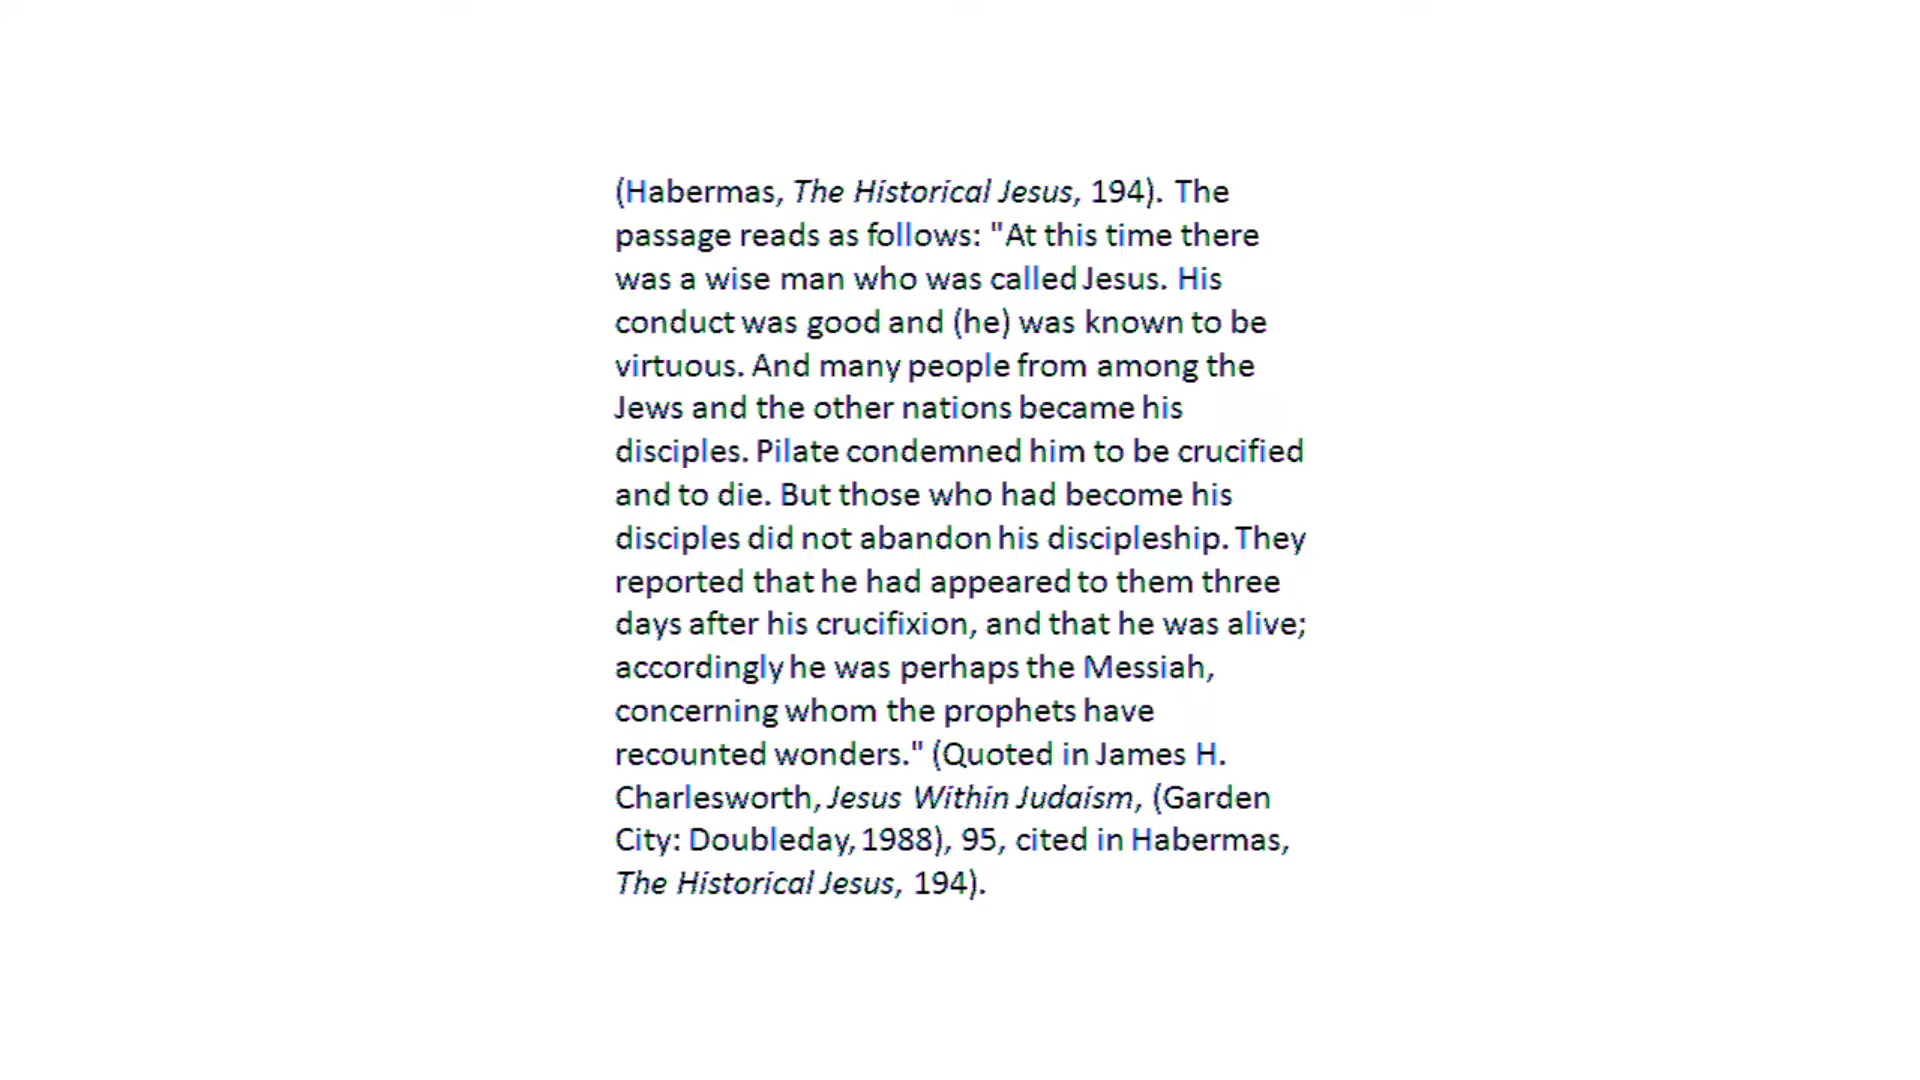 (Habermas, The Historical Jesus, 194). The
passage reads as follows: "At this time there
was a wise man who was called Jesus. His
conduct was good and (he) was known to be
virtuous. And many people from among the
Jews and the other nations became his
disciples. Pilate condemned him to be crucified
and to die. But those who had become his
disciples did not abandon his discipleship. They
reported that he had appeared to them three
days after his crucifixion, and that he was alive;
accordingly he was perhaps the Messiah,
concerning whom the prophets have
recounted wonders." (Quoted in James H.
Charlesworth, Jesus Within Judaism, (Garden
City: Doubleday, 1988), 95, cited in Habermas,
The Historical Jesus, 194).